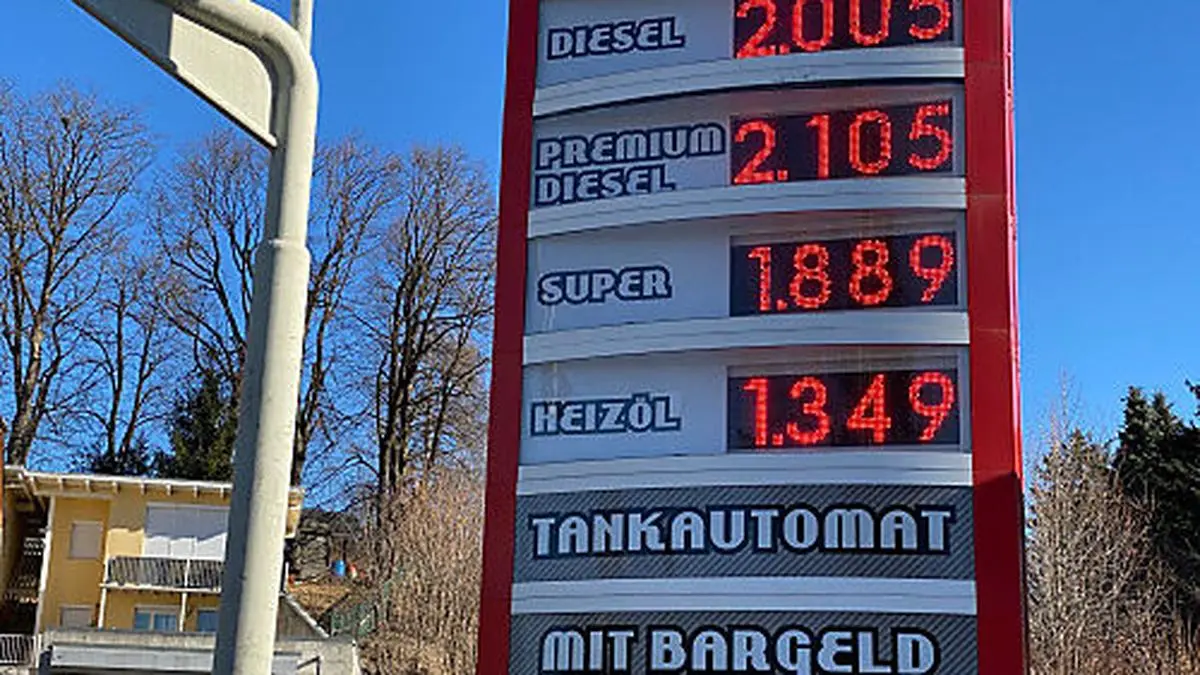 DIESEL 2.005
PREMIUM
DIESEL 2.105
SUPER 1.889
HEIZÖL 1.349
TANKAUTOMAT
MIT BARGELD